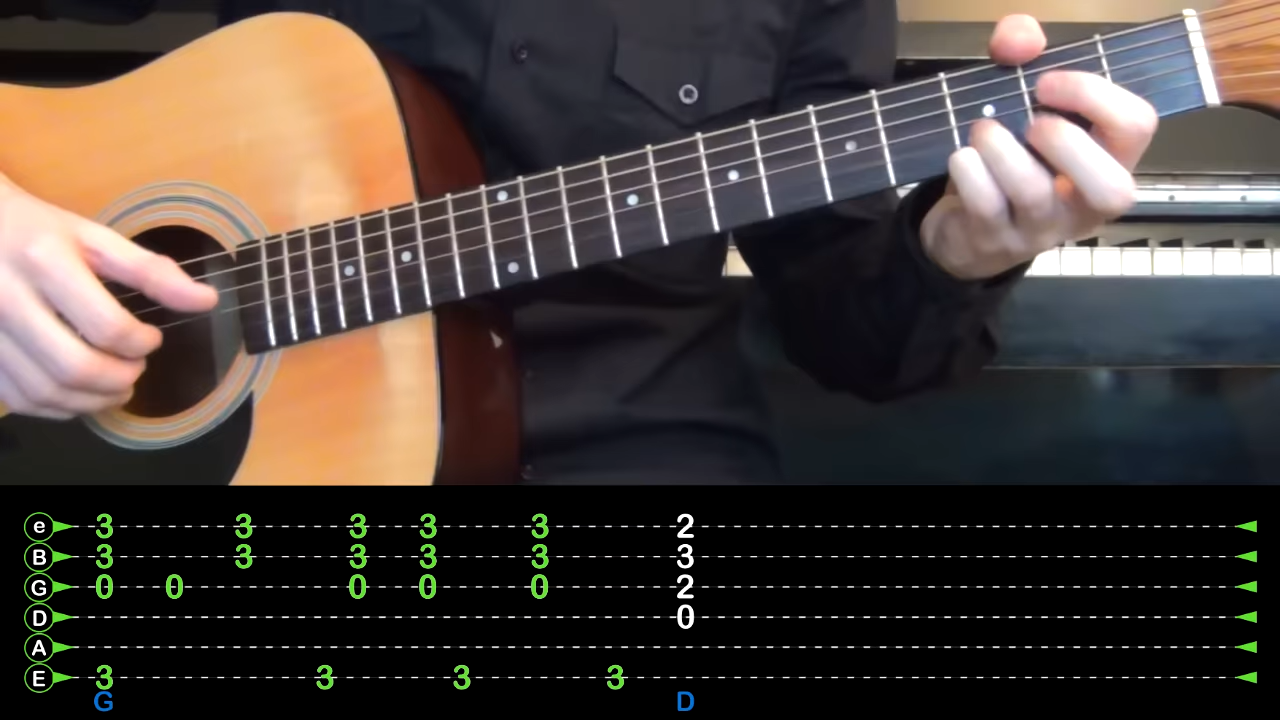 e 3 3 3 3 3 2
B 3 3 3 3 3 3
G 0 0 0 0 0 2
D 0
A
E 3 3 3 3
G D